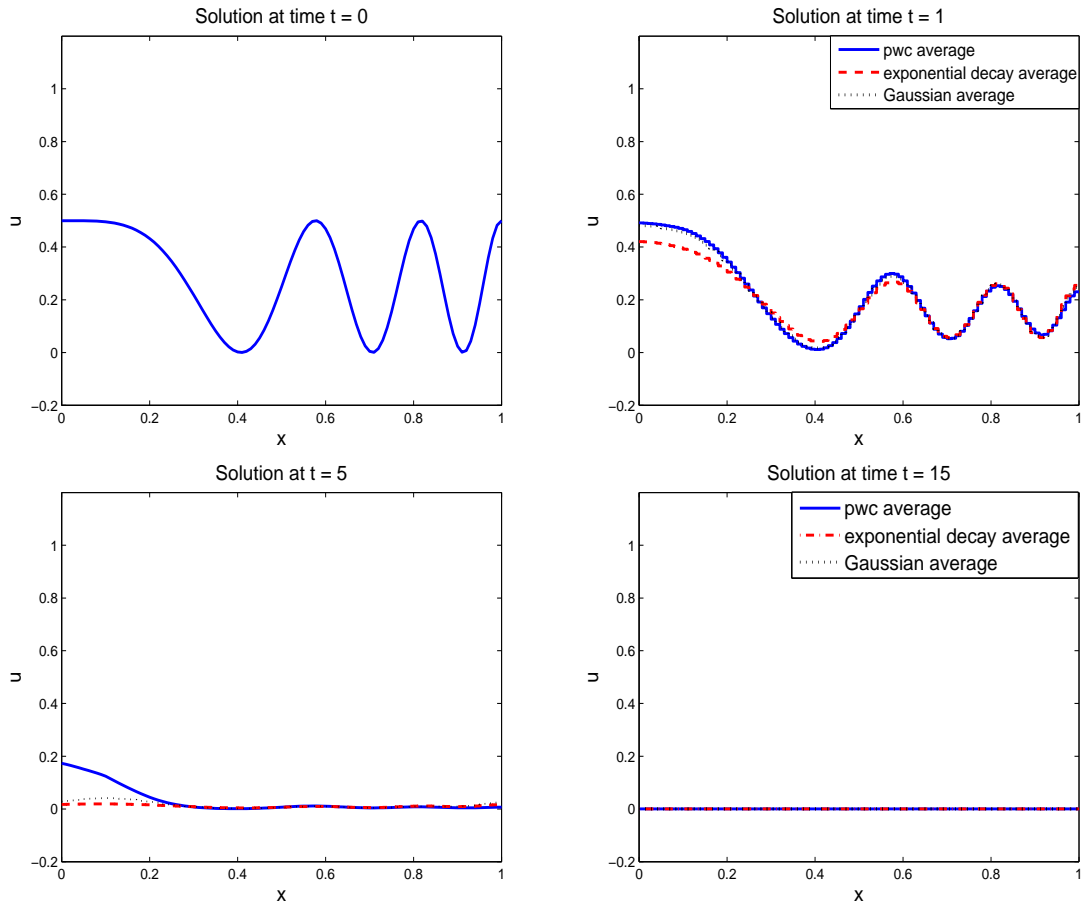 Solution at time t = 0
1
0.8
0.6
0.4
0.2
0
−0.2
u
0
0.2
0.4
0.6
0.8
1
x
Solution at time t = 1
pwc average
exponential decay average
Gaussian average
1
0.8
0.6
0.4
0.2
0
−0.2
u
0
0.2
0.4
0.6
0.8
1
x
Solution at t = 5
1
0.8
0.6
0.4
0.2
0
−0.2
u
0
0.2
0.4
0.6
0.8
1
x
Solution at time t = 15
pwc average
exponential decay average
Gaussian average
1
0.8
0.6
0.4
0.2
0
−0.2
u
0
0.2
0.4
0.6
0.8
1
x